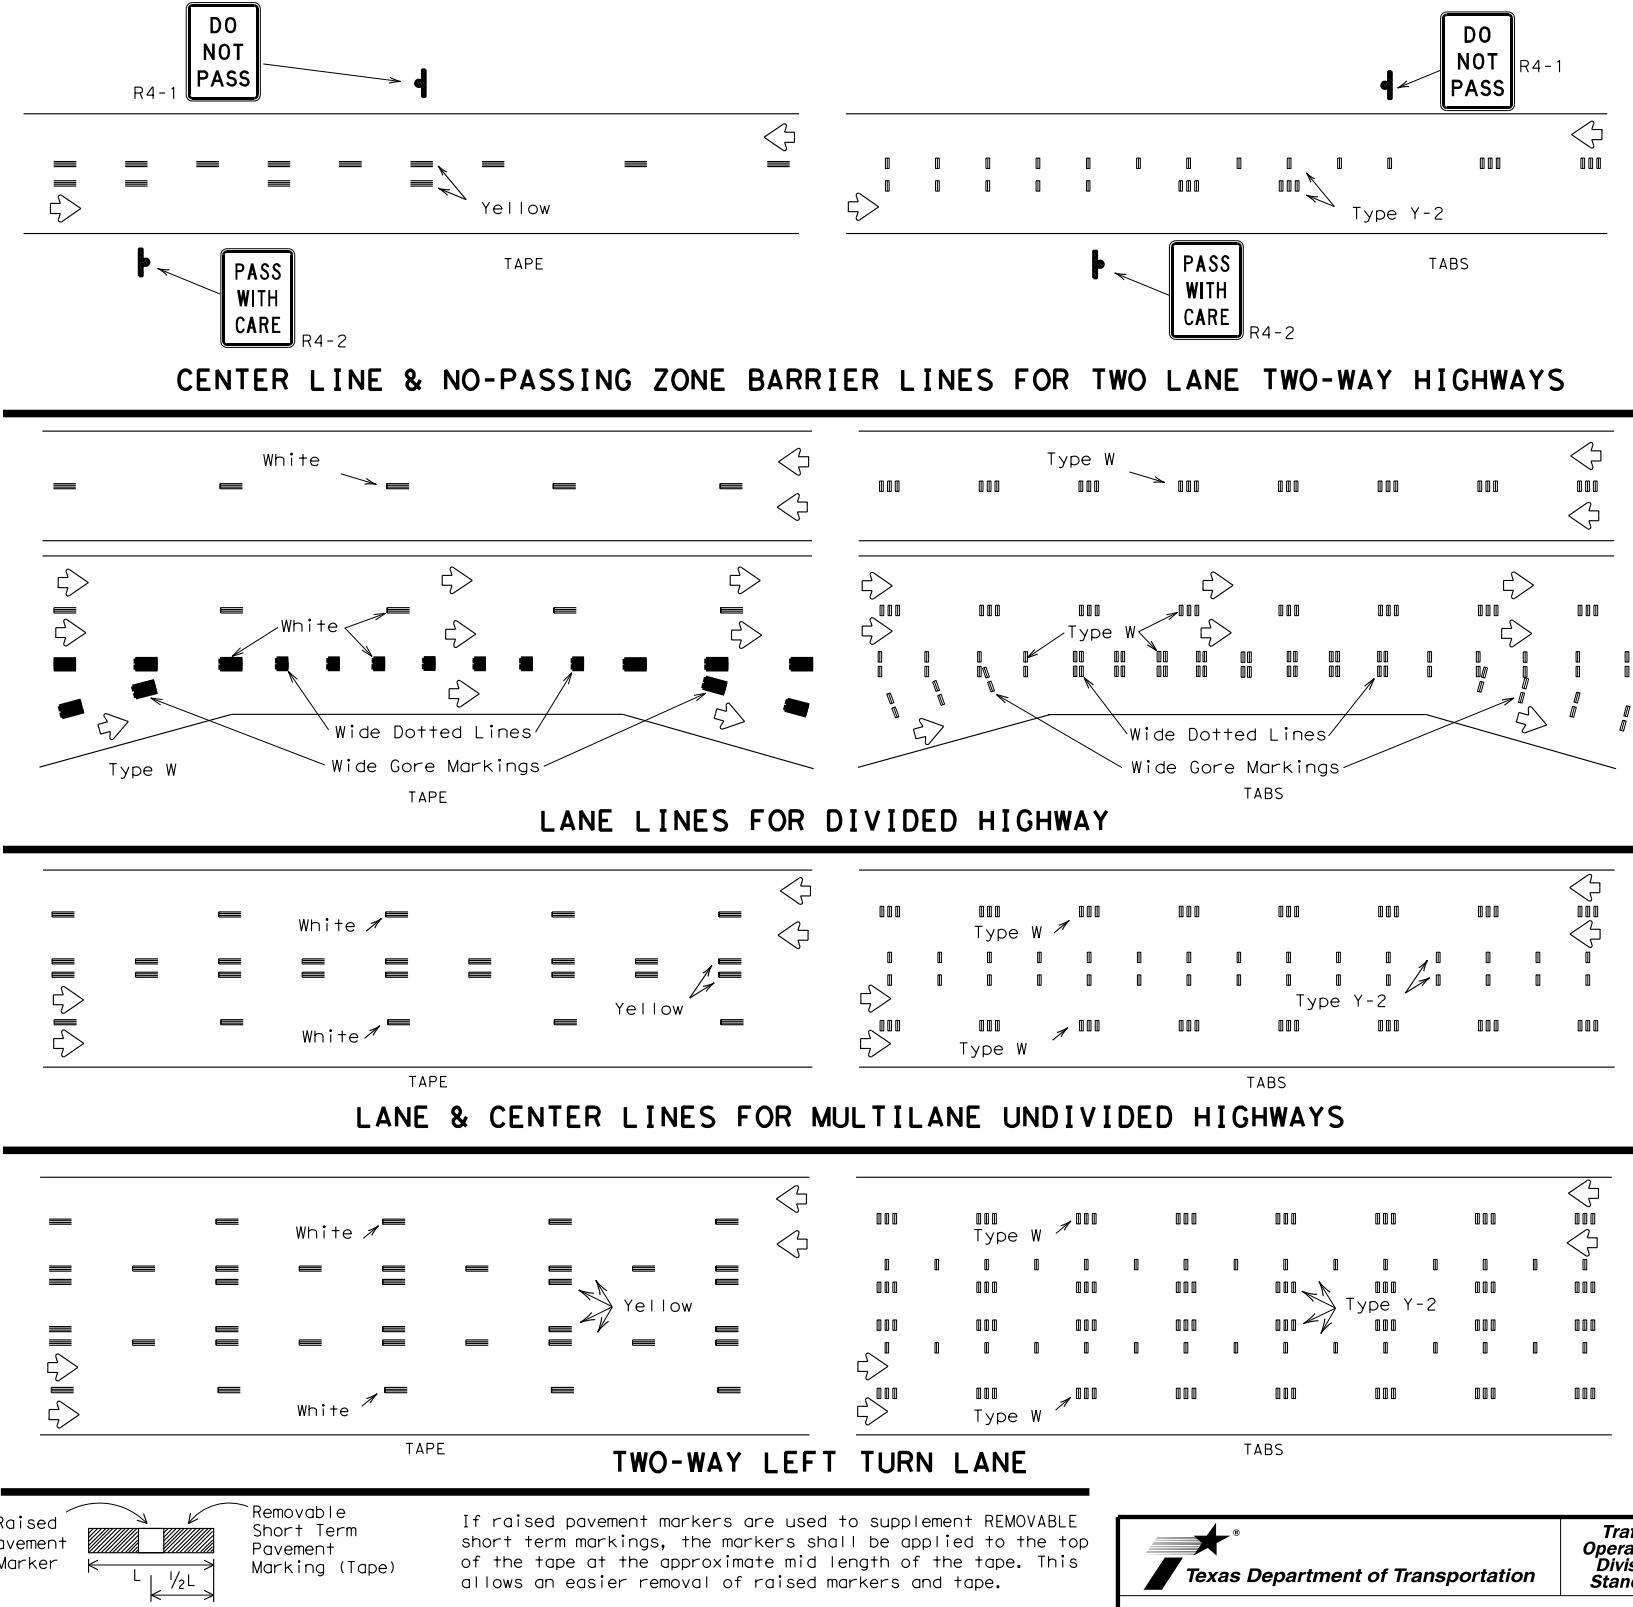 DO
NOT
PASS
R4-1
DO
NOT
PASS
R4-1
Yellow
Type Y-2
PASS
WITH
CARE
R4-2
TAPE
PASS
WITH
CARE
R4-2
TABS
CENTER LINE & NO-PASSING ZONE BARRIER LINES FOR TWO LANE TWO-WAY HIGHWAYS
White
Type W
White
Type W
Wide Dotted Lines
Wide Dotted Lines
Type W
Wide Gore Markings
Wide Gore Markings
TAPE
TABS
LANE LINES FOR DIVIDED HIGHWAY
White
Type W
Yellow
Type Y-2
White
Type W
TAPE
TABS
LANE & CENTER LINES FOR MULTILANE UNDIVIDED HIGHWAYS
White
Type W
Yellow
Type Y-2
White
Type W
TAPE
TABS
TWO-WAY LEFT TURN LANE
Raised
avement
Marker
Removable
Short Term
Pavement
Marking (Tape)
L
½L
If raised pavement markers are used to supplement REMOVABLE
short term markings, the markers shall be applied to the top
of the tape at the approximate mid length of the tape. This
allows an easier removal of raised markers and tape.
®
Texas Department of Transportation